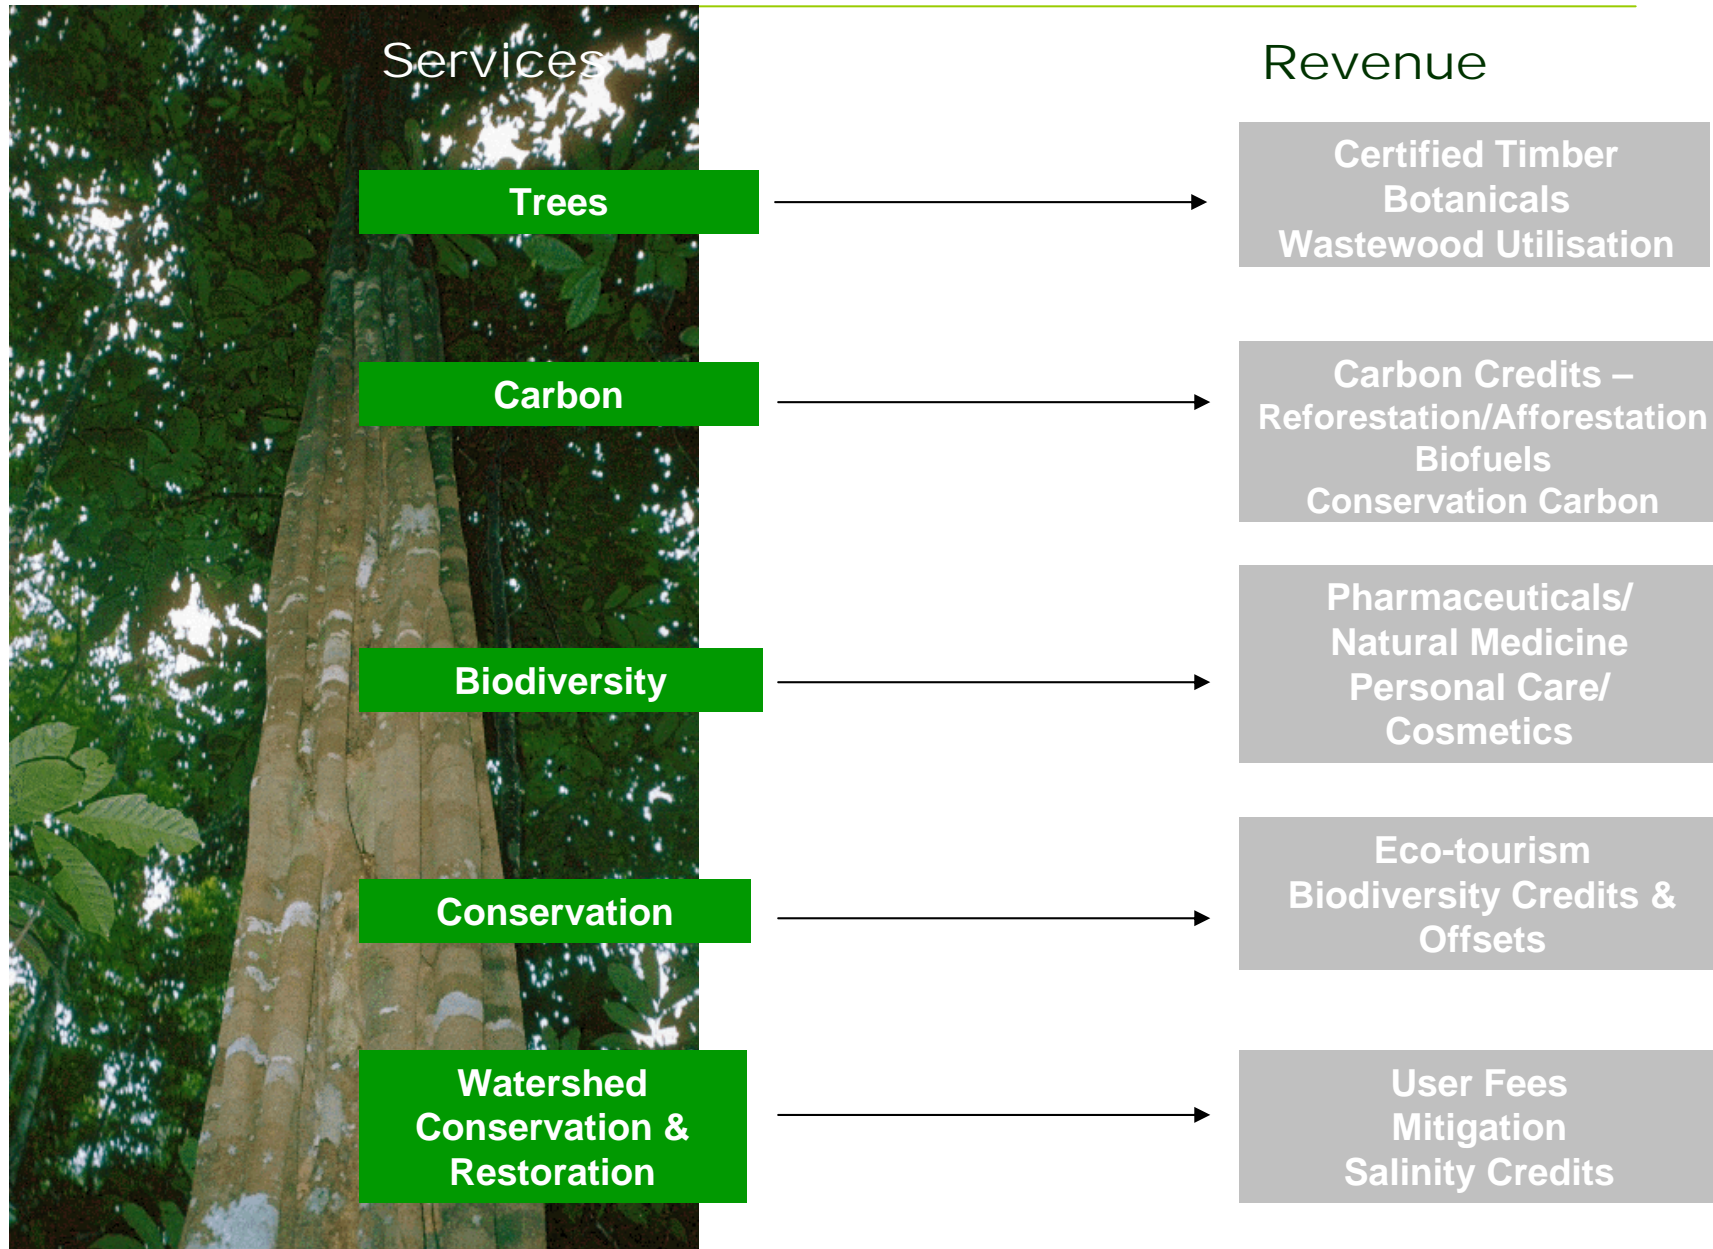 Services
Revenue
Trees
Certified Timber
Botanicals
Wastewood Utilisation
Carbon
Carbon Credits –
Reforestation/Afforestation
Biofuels
Conservation Carbon
Biodiversity
Pharmaceuticals/
Natural Medicine
Personal Care/
Cosmetics
Conservation
Eco-tourism
Biodiversity Credits &
Offsets
Watershed
Conservation &
Restoration
User Fees
Mitigation
Salinity Credits